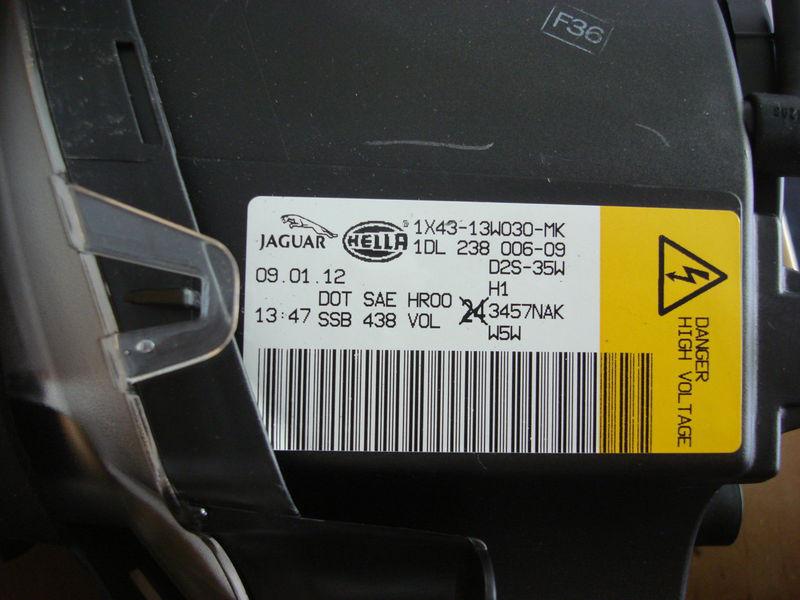 F36
JAGUAR HELLA 1X43-13W030-MK
1DL 238 006-09
09.01.12 D2S-35W
H1
DOT SAE HR00 24 3457NAK
13:47 SSB 438 VOL W5W
DANGER
HIGH VOLTAGE